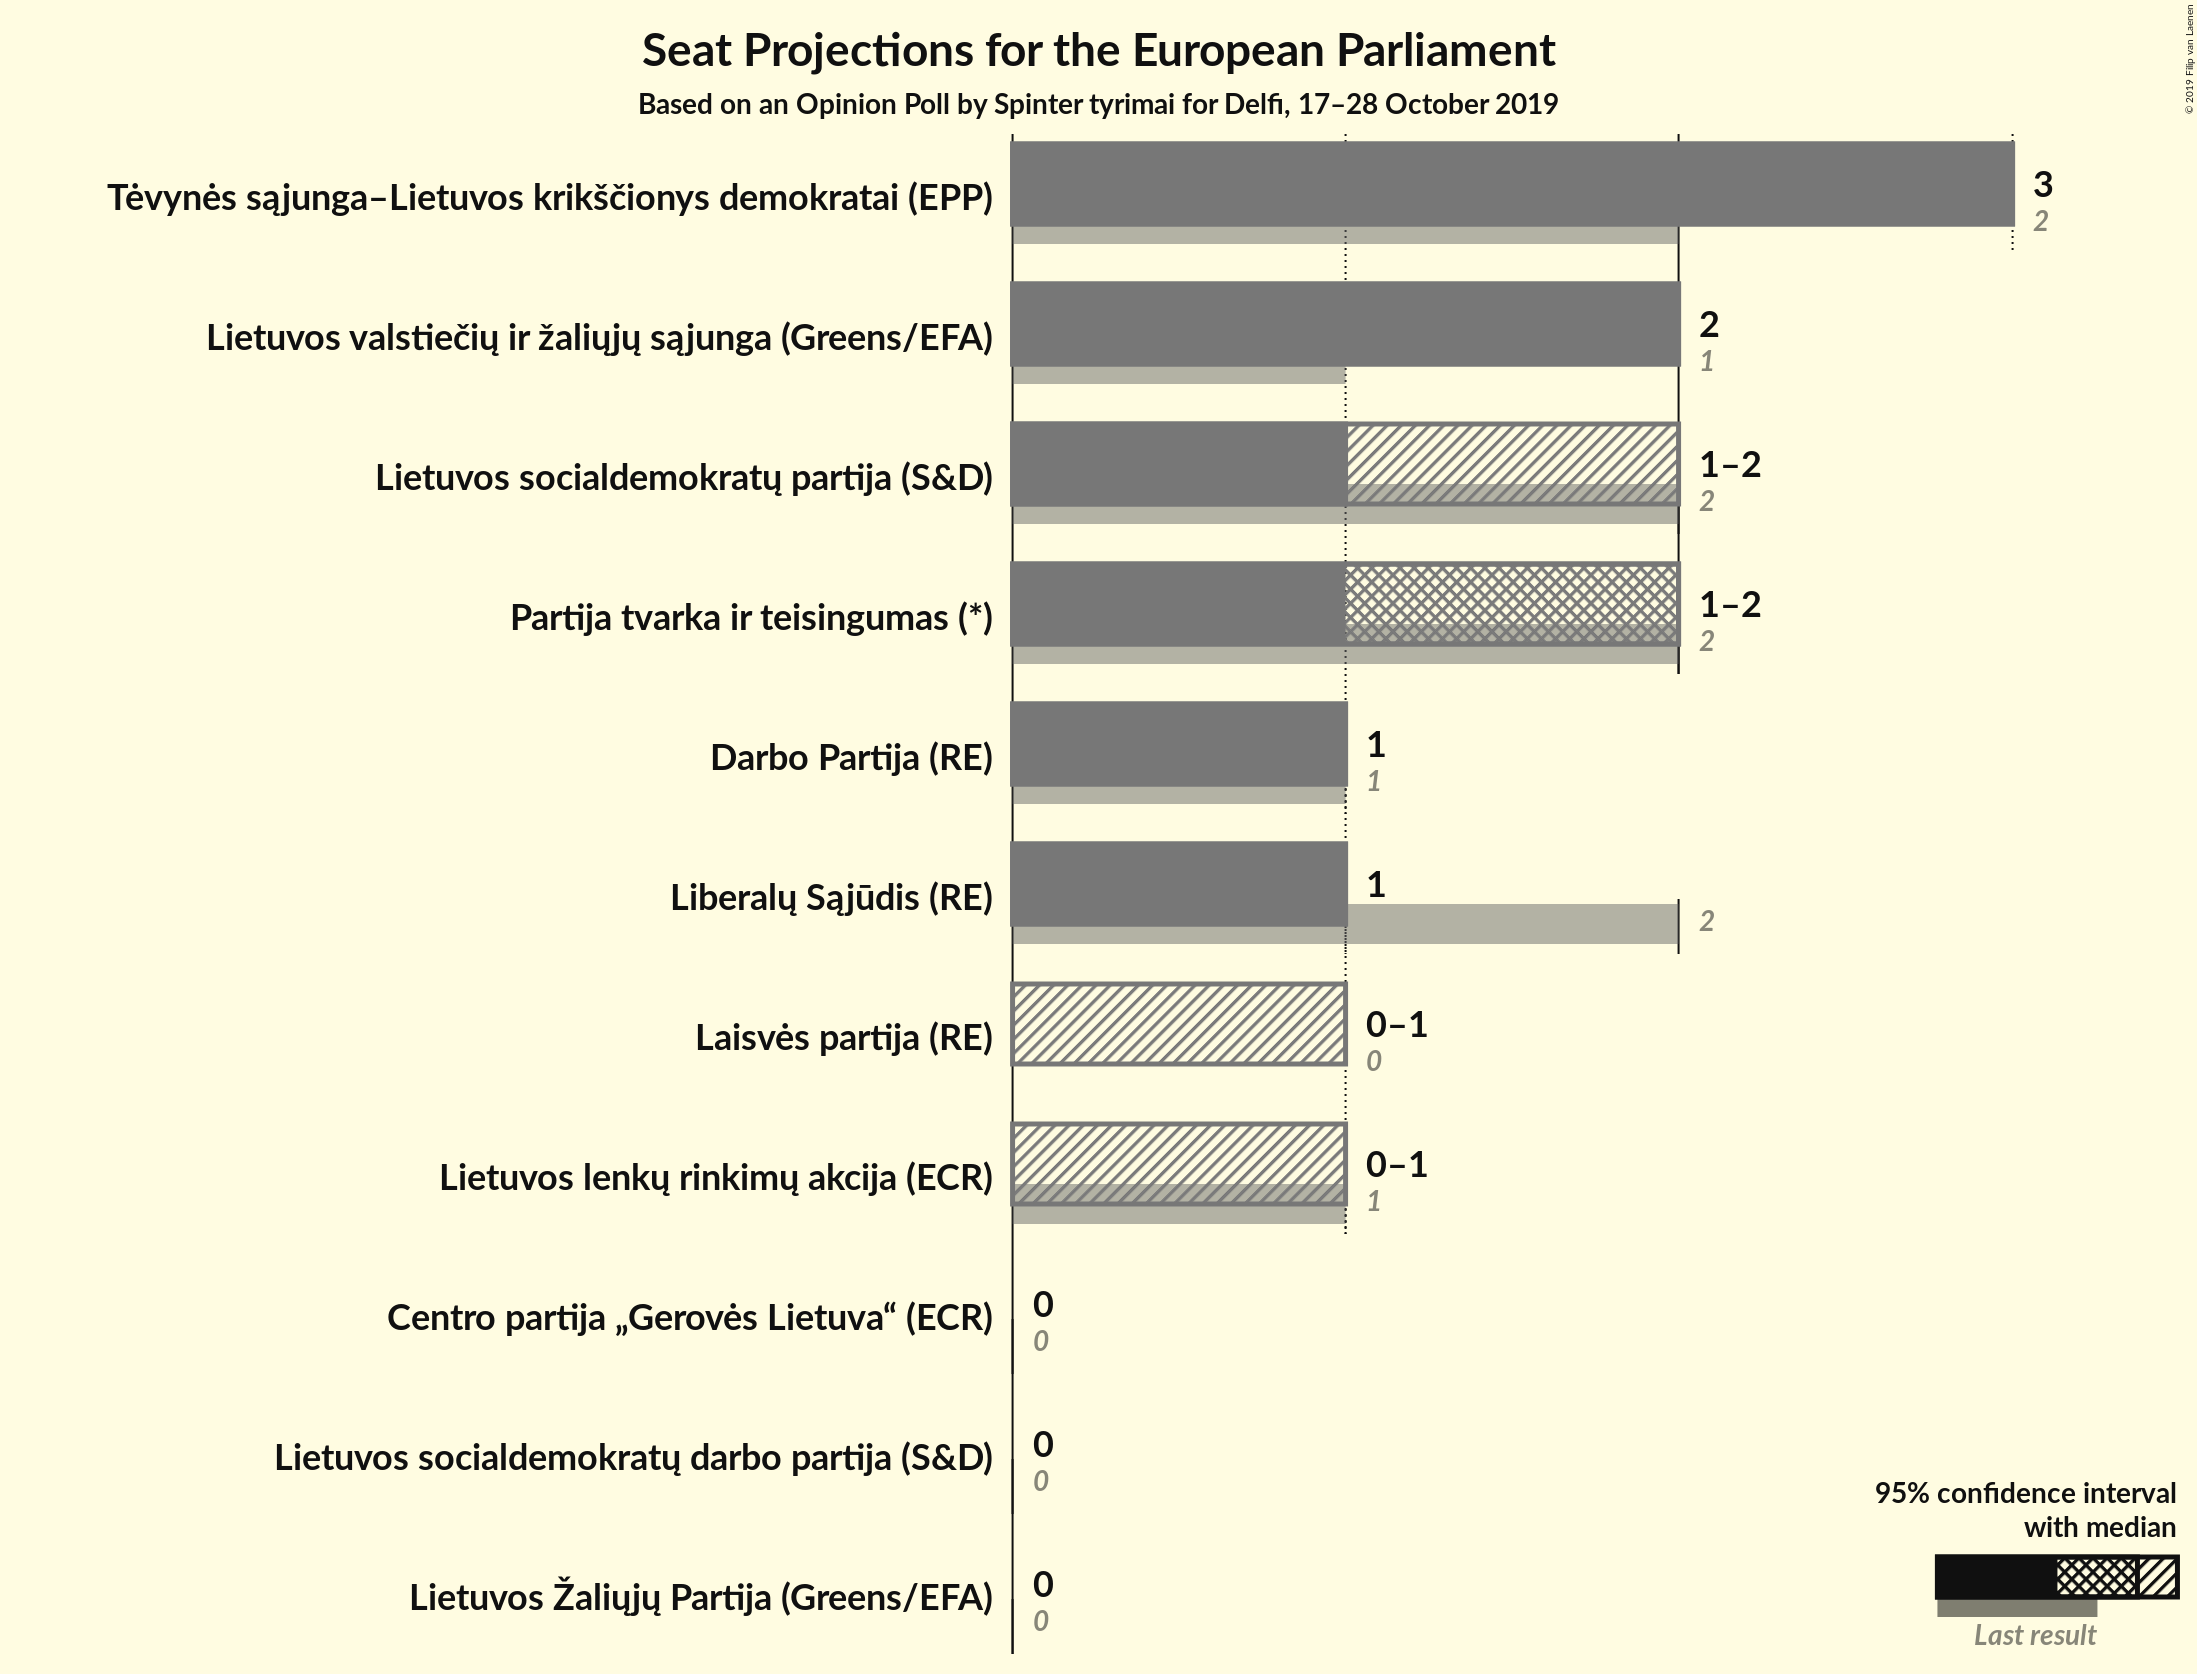 Seat Projections for the European Parliament
Based on an Opinion Poll by Spinter tyrimai for Delfi, 17–28 October 2019
© 2019 Filip van Laenen
Tėvynės sąjunga–Lietuvos krikščionys demokratai (EPP)
3
2
Lietuvos valstiečių ir žaliųjų sąjunga (Greens/EFA)
2
1
Lietuvos socialdemokratų partija (S&D)
1–2
2
Partija tvarka ir teisingumas (*)
1–2
2
Darbo Partija (RE)
1
1
Liberalų Sąjūdis (RE)
1
2
Laisvės partija (RE)
0–1
0
Lietuvos lenkų rinkimų akcija (ECR)
0–1
1
Centro partija „Gerovės Lietuva“ (ECR)
0
0
Lietuvos socialdemokratų darbo partija (S&D)
0
0
Lietuvos Žaliųjų Partija (Greens/EFA)
0
0
95% confidence interval
with median
Last result